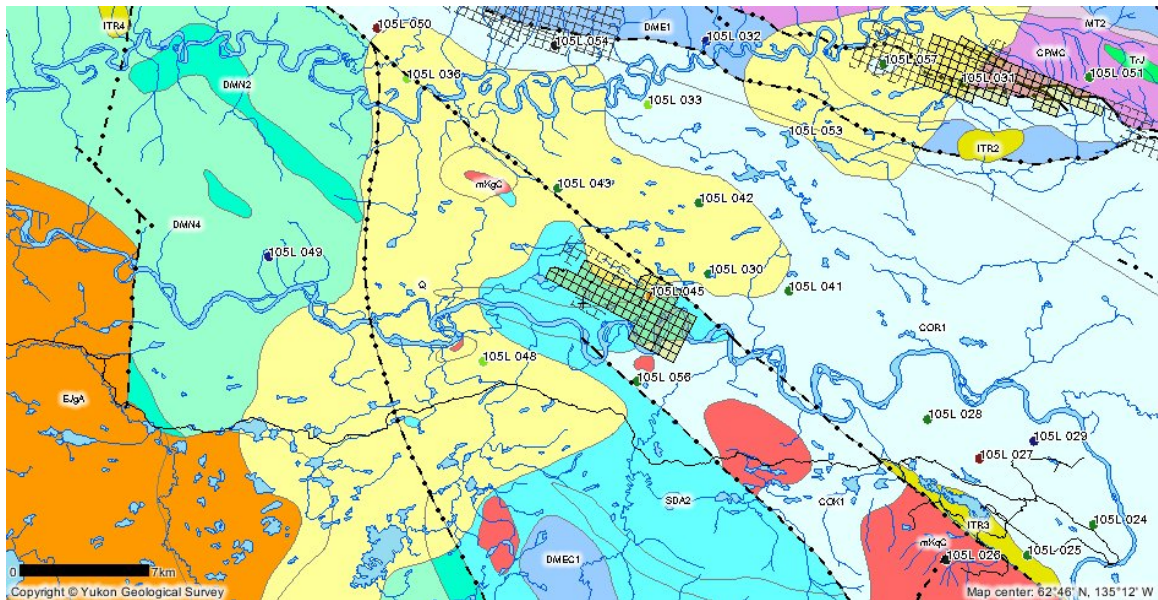 105L 050
ITR4
105L 054
DME1
105L 032
MT2
CPMC
TrJ
105L 057
105L 031
105L 051
105L 036
DMN2
105L 033
105L 053
ITR2
mKgC
105L 043
105L 042
DMN4
105L 049
Q
105L 030
105L 045
105L 041
COR1
105L 048
105L 056
EJgA
105L 028
105L 029
105L 027
SDA2
COK1
ITR3
105L 024
mKgC
105L 026
105L 025
DMEC1
0 7km
Copyright © Yukon Geological Survey
Map center: 62°46' N, 135°12' W